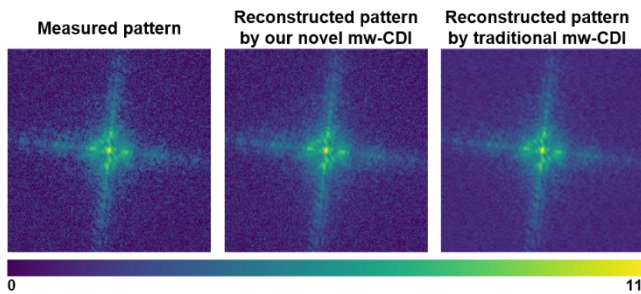 Measured pattern
Reconstructed pattern
by our novel mw-CDI
Reconstructed pattern
by traditional mw-CDI
0
11